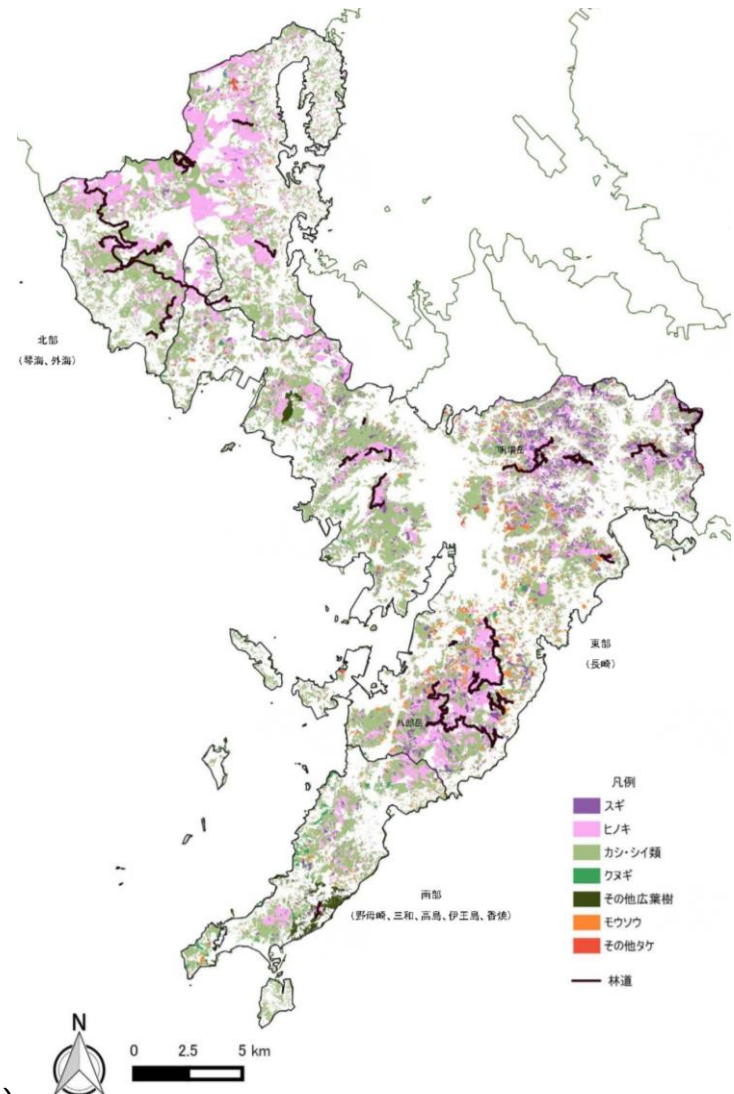 北部
（琴海、外海）
東部
（長崎）
八郎岳
凡例
スギ
ヒノキ
カシ・シイ類
クヌギ
その他広葉樹
モウソウ
その他タケ
林道
南部
（野母崎、三和、高島、伊王島、香焼）
N
0 2.5 5 km
)